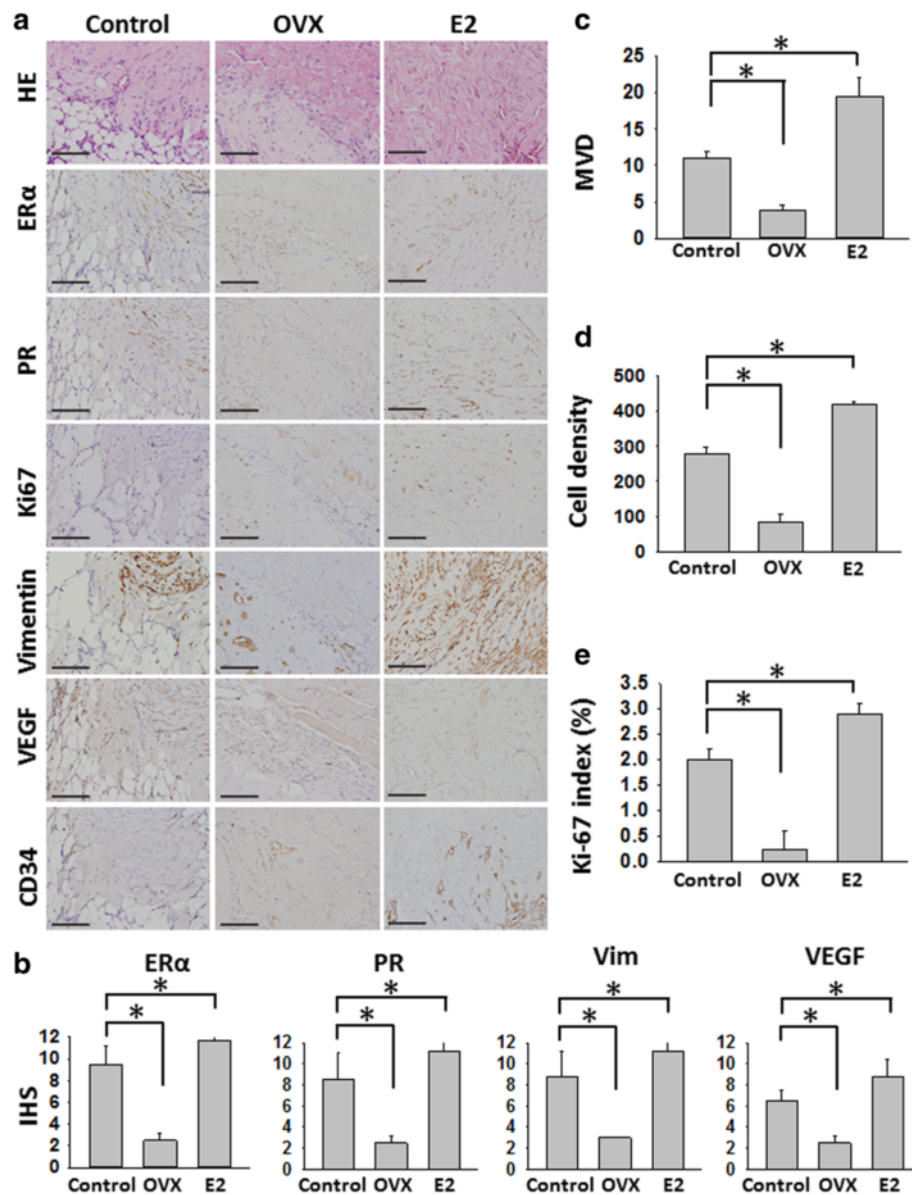 a
Control OVX E2
HE
ERα
PR
Ki67
Vimentin
VEGF
CD34
c
* *
MVD
25
20
15
10
5
0
Control OVX E2
d
* *
Cell density
500
400
300
200
100
0
Control OVX E2
e
* *
Ki-67 index (%)
3.5
3.0
2.5
2.0
1.5
1.0
0.5
0.0
Control OVX E2
b
IHS
ERα
* *
12
10
8
6
4
2
0
Control OVX E2
PR
* *
12
10
8
6
4
2
0
Control OVX E2
Vim
* *
12
10
8
6
4
2
0
Control OVX E2
VEGF
* *
12
10
8
6
4
2
0
Control OVX E2